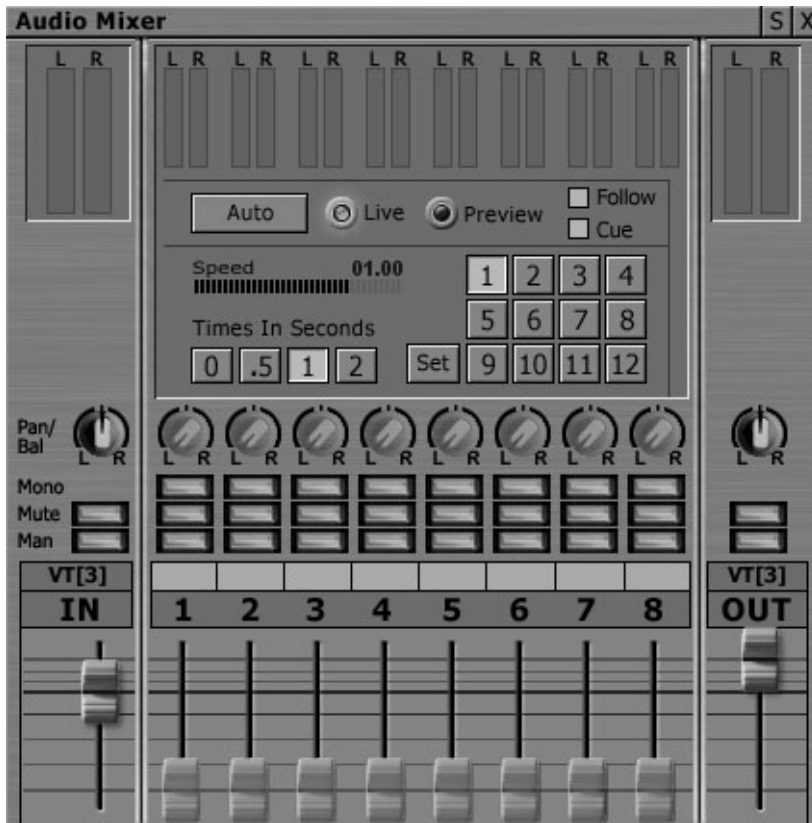 Audio Mixer S X
L R L R L R L R L R L R L R L R L R L R
Auto Live Preview Follow
Cue
Speed 01.00
1 2 3 4
Times In Seconds 5 6 7 8
0 .5 1 2 Set 9 10 11 12
Pan/
Bal
L R L R L R L R L R L R L R L R L R L R
Mono
Mute
Man
VT[3] VT[3]
IN 1 2 3 4 5 6 7 8 OUT